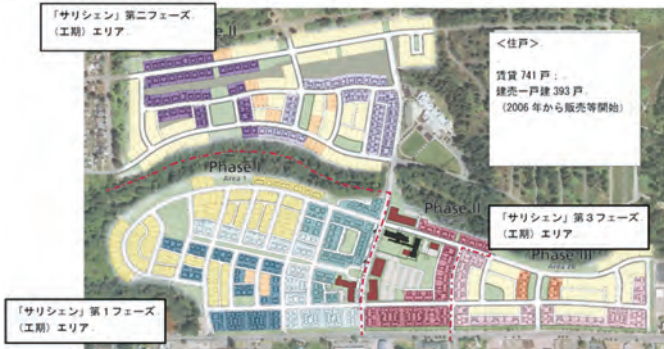 「サリシェン」第二フェーズ
（工期）エリア
Phase II
＜住戸＞
賃貸 741 戸：
建売一戸建 393 戸
（2006 年から販売等開始）
Phase I
Area 1
Phase II
「サリシェン」第３フェーズ
（工期）エリア
Phase III
「サリシェン」第１フェーズ
（工期）エリア